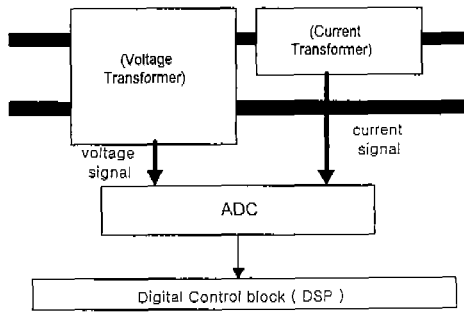 (Voltage
Transformer)
(Current
Transformer)
voltage
signal
current
signal
ADC
Digital Control block ( DSP )